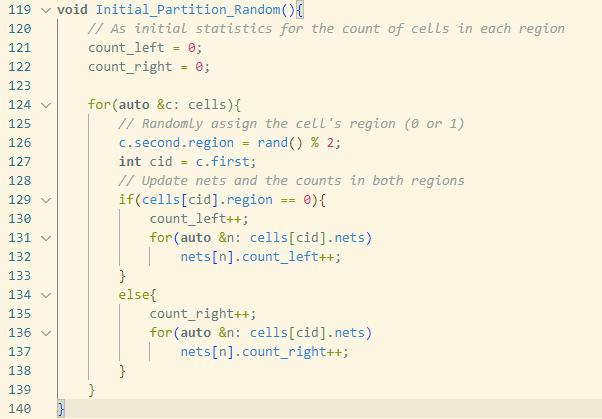 119 void Initial_Partition_Random(){
120     // As initial statistics for the count of cells in each region
121     count_left = 0;
122     count_right = 0;
123
124     for(auto &c: cells){
125         // Randomly assign the cell's region (0 or 1)
126         c.second.region = rand() % 2;
127         int cid = c.first;
128         // Update nets and the counts in both regions
129         if(cells[cid].region == 0){
130             count_left++;
131             for(auto &n: cells[cid].nets)
132                 nets[n].count_left++;
133         }
134         else{
135             count_right++;
136             for(auto &n: cells[cid].nets)
137                 nets[n].count_right++;
138         }
139     }
140 }